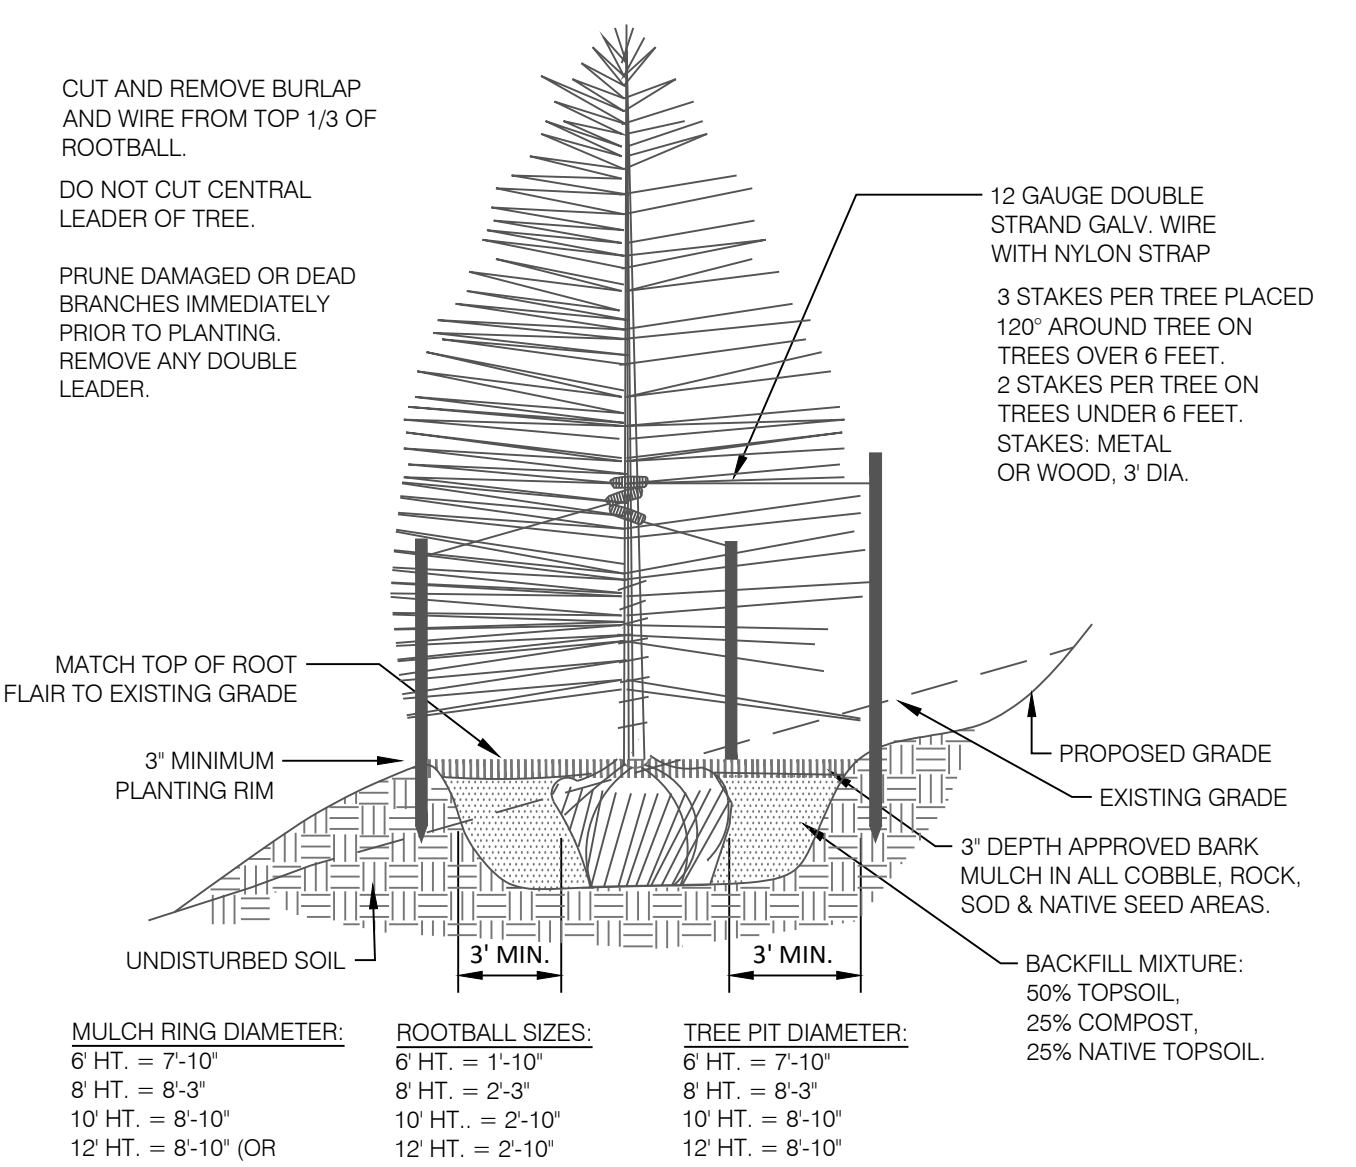 CUT AND REMOVE BURLAP
AND WIRE FROM TOP 1/3 OF
ROOTBALL.
DO NOT CUT CENTRAL
LEADER OF TREE.
PRUNE DAMAGED OR DEAD
BRANCHES IMMEDIATELY
PRIOR TO PLANTING.
REMOVE ANY DOUBLE
LEADER.
12 GAUGE DOUBLE
STRAND GALV. WIRE
WITH NYLON STRAP
3 STAKES PER TREE PLACED
120° AROUND TREE ON
TREES OVER 6 FEET.
2 STAKES PER TREE ON
TREES UNDER 6 FEET.
STAKES: METAL
OR WOOD, 3' DIA.
MATCH TOP OF ROOT
FLAIR TO EXISTING GRADE
3" MINIMUM
PLANTING RIM
PROPOSED GRADE
EXISTING GRADE
3" DEPTH APPROVED BARK
MULCH IN ALL COBBLE, ROCK,
SOD & NATIVE SEED AREAS.
UNDISTURBED SOIL
3' MIN.
3' MIN.
BACKFILL MIXTURE:
50% TOPSOIL,
25% COMPOST,
25% NATIVE TOPSOIL.
MULCH RING DIAMETER:
6' HT. = 7'-10"
8' HT. = 8'-3"
10' HT. = 8'-10"
12' HT. = 8'-10" (OR
ROOTBALL SIZES:
6' HT. = 1'-10"
8' HT. = 2'-3"
10' HT.. = 2'-10"
12' HT. = 2'-10"
TREE PIT DIAMETER:
6' HT. = 7'-10"
8' HT. = 8'-3"
10' HT. = 8'-10"
12' HT. = 8'-10"